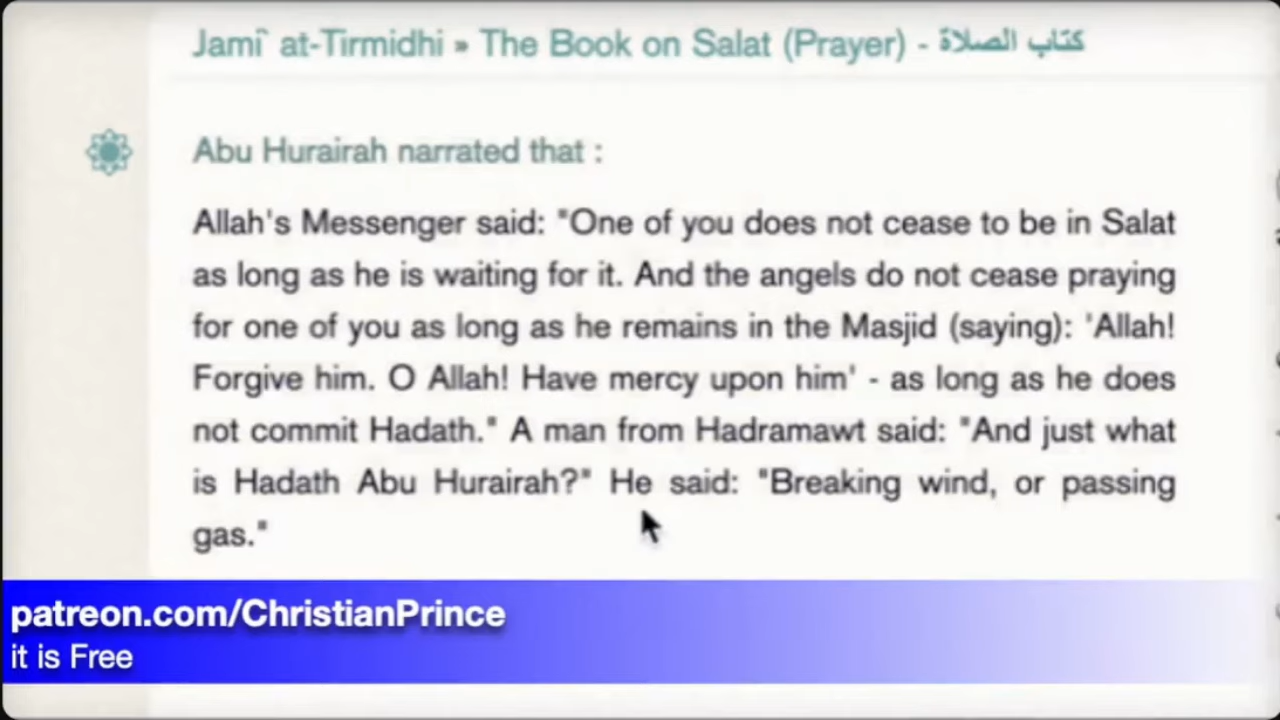 Jami` at-Tirmidhi » The Book on Salat (Prayer) - كتاب الصلاة
Abu Hurairah narrated that :
Allah's Messenger said: "One of you does not cease to be in Salat
as long as he is waiting for it. And the angels do not cease praying
for one of you as long as he remains in the Masjid (saying): 'Allah!
Forgive him. O Allah! Have mercy upon him' - as long as he does
not commit Hadath." A man from Hadramawt said: "And just what
is Hadath Abu Hurairah?" He said: "Breaking wind, or passing
gas."
patreon.com/ChristianPrince
it is Free